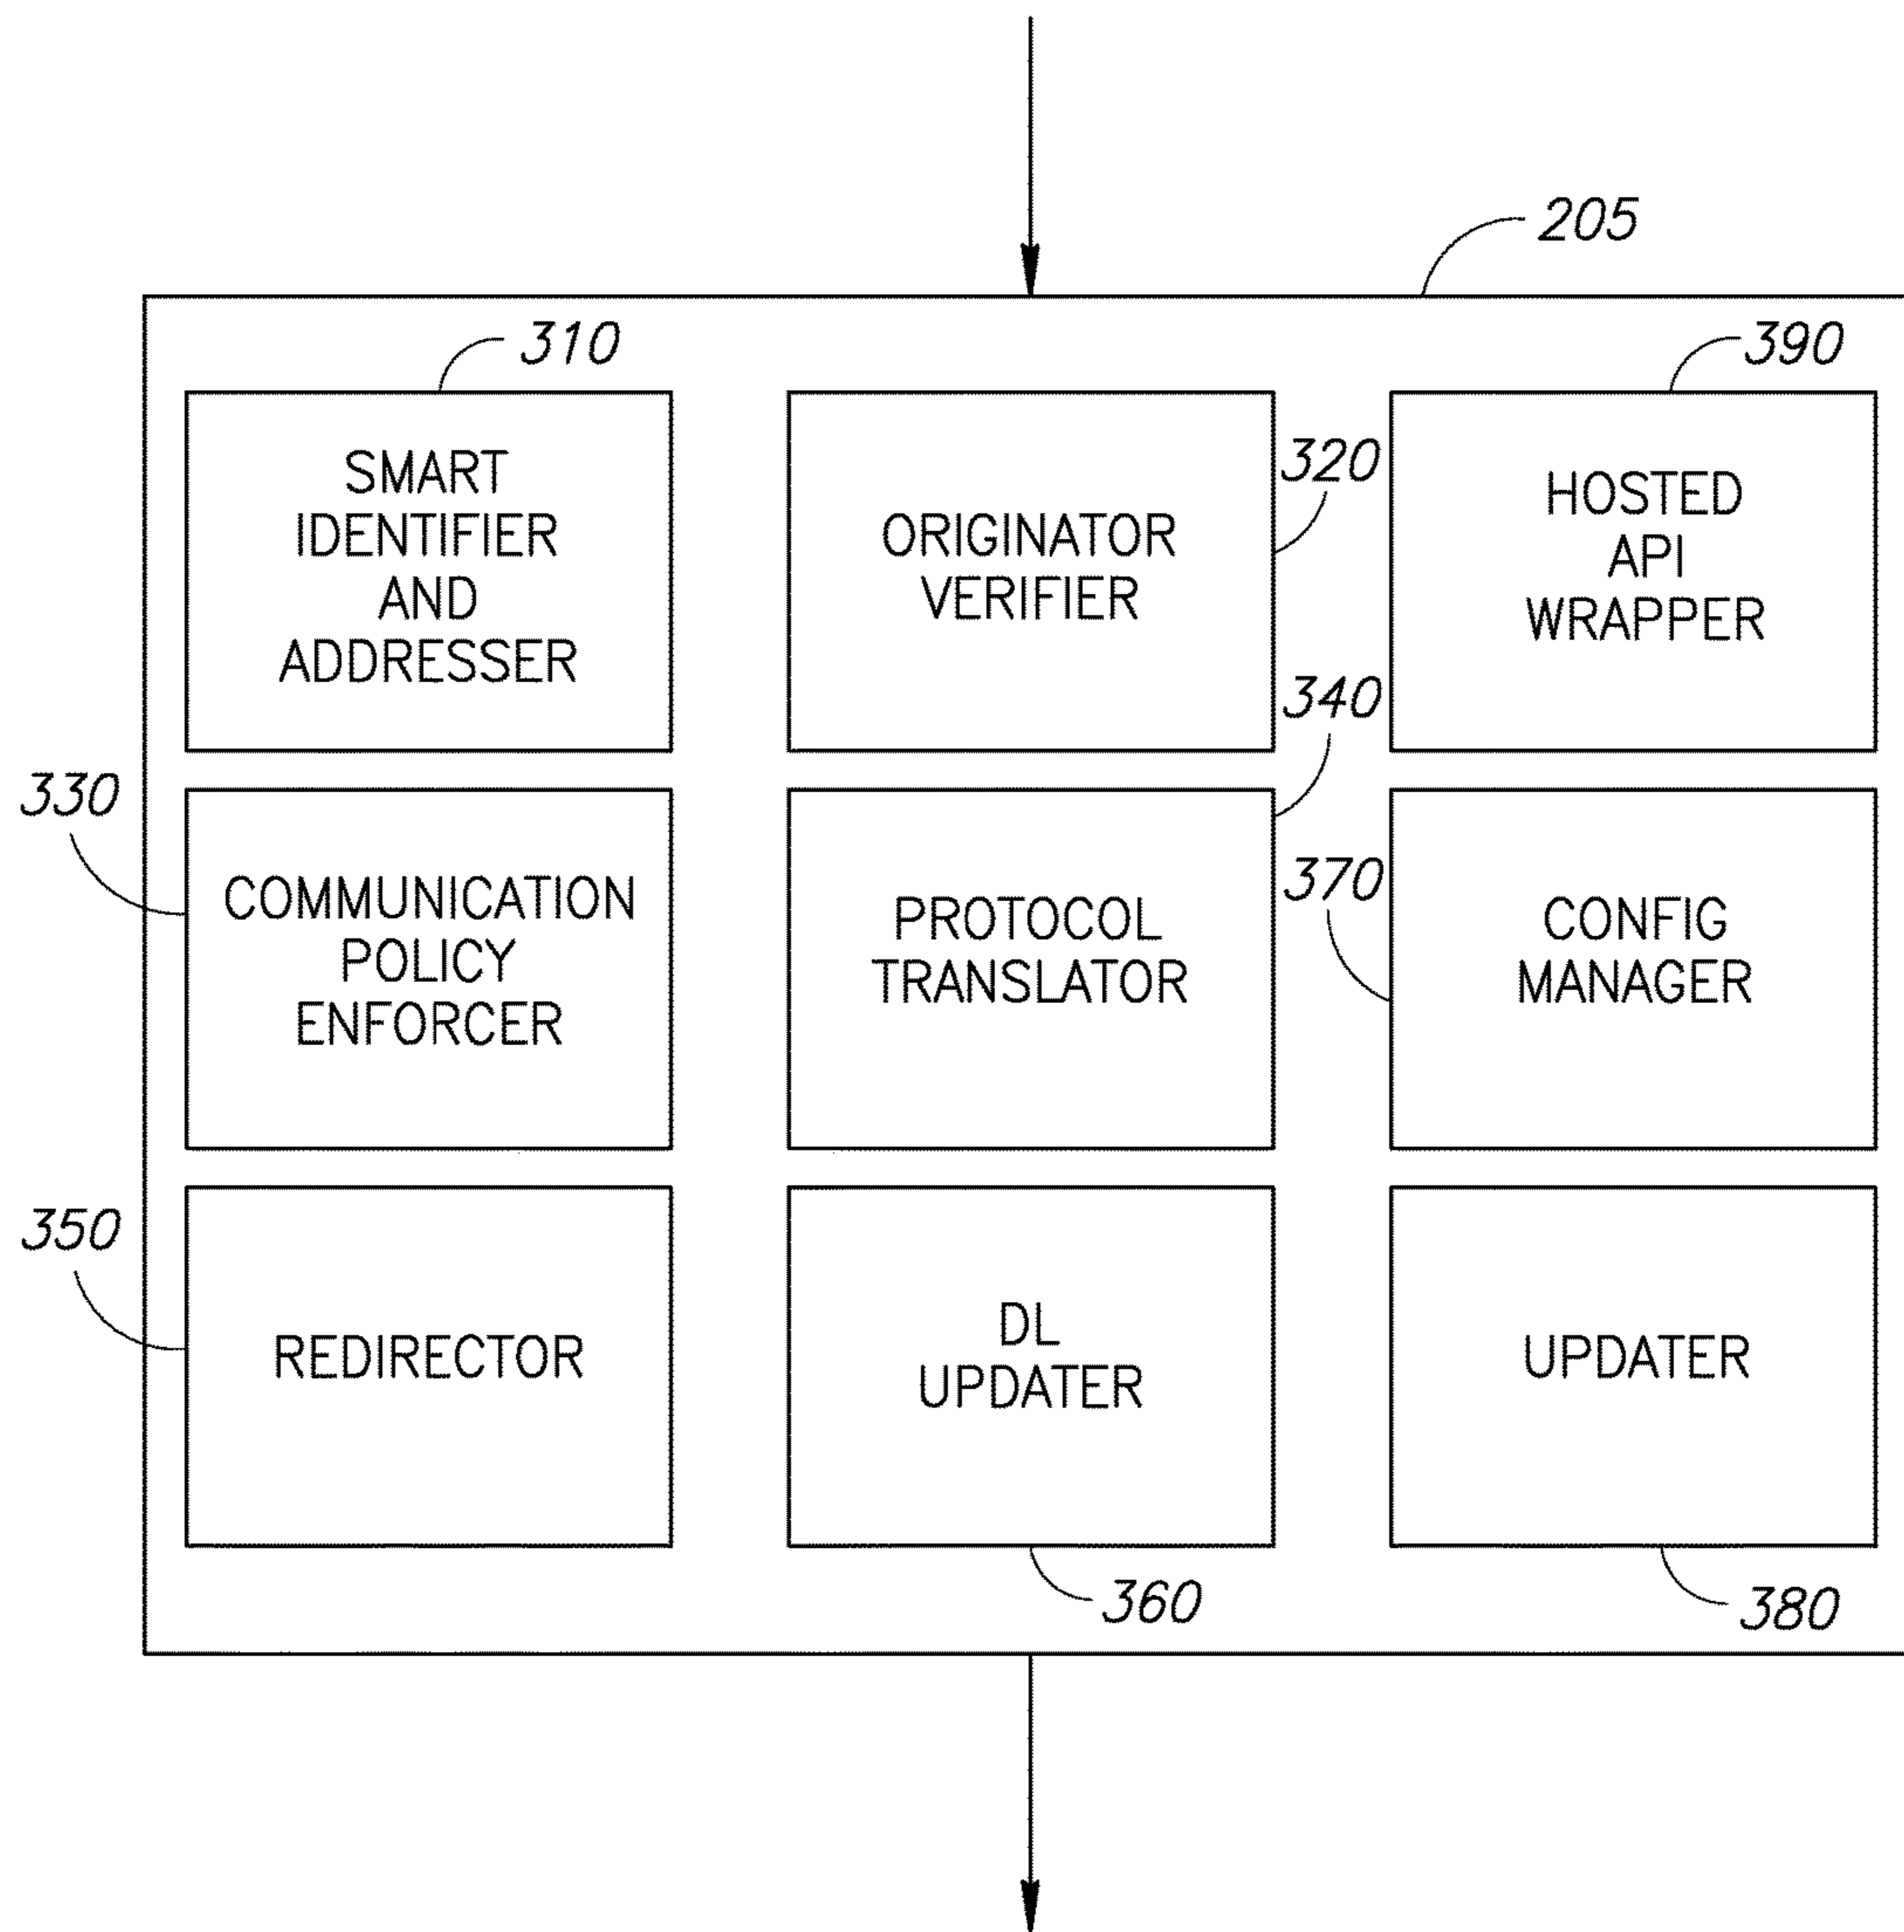 205
310
390
SMART
IDENTIFIER
AND
ADDRESSER
320
ORIGINATOR
VERIFIER
HOSTED
API
WRAPPER
330
340
COMMUNICATION
POLICY
ENFORCER
PROTOCOL
TRANSLATOR
370
CONFIG
MANAGER
350
REDIRECTOR
DL
UPDATER
UPDATER
360
380